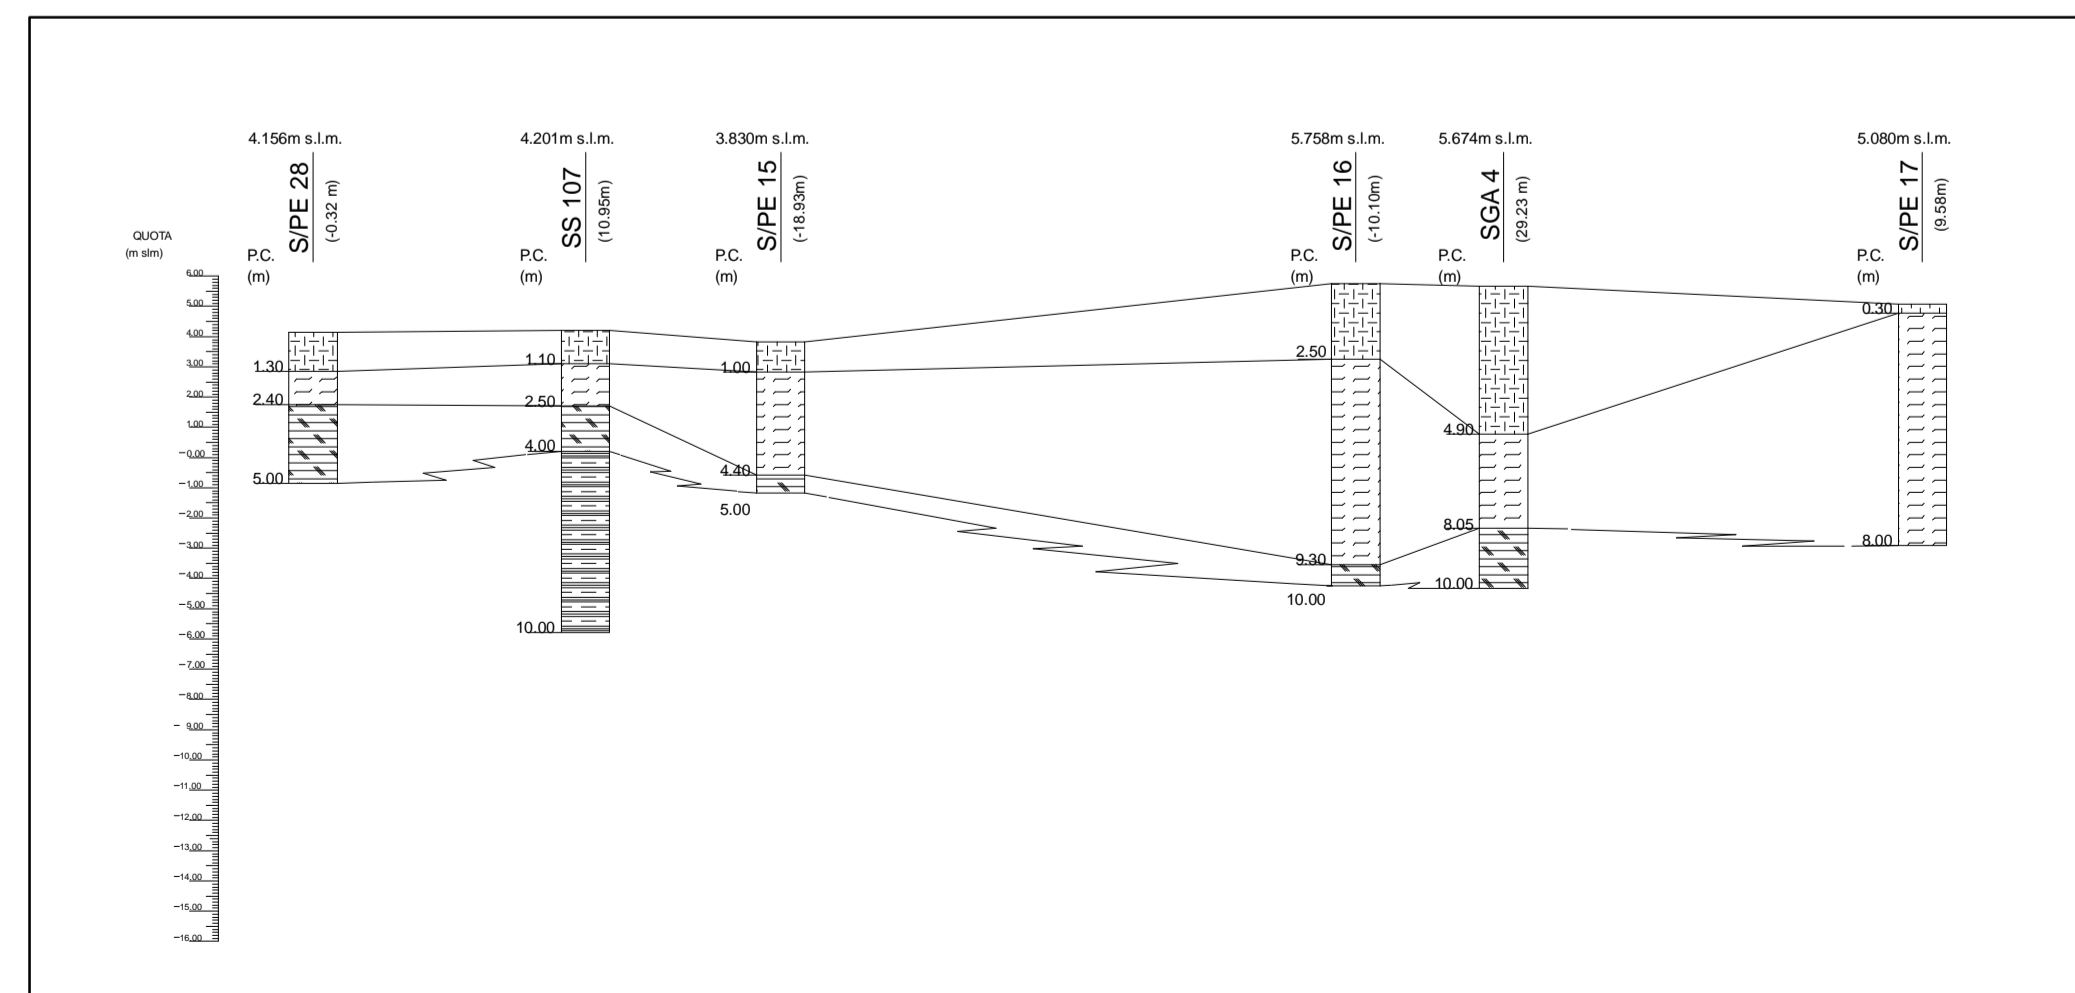 4.156m s.l.m.
S/PE 28
(-0.32 m)
P.C.
(m)
1.30
2.40
5.00
4.201m s.l.m.
SS 107
(10.95m)
P.C.
(m)
1.10
2.50
4.00
10.00
3.830m s.l.m.
S/PE 15
(-18.93m)
P.C.
(m)
1.00
4.40
5.00
5.758m s.l.m.
S/PE 16
(-10.10m)
P.C.
(m)
2.50
9.30
10.00
5.674m s.l.m.
SGA 4
(29.23 m)
P.C.
(m)
4.90
8.05
10.00
5.080m s.l.m.
S/PE 17
(9.58m)
P.C.
(m)
0.30
8.00
QUOTA
(m slm)
6.00
5.00
4.00
3.00
2.00
1.00
-0.00
-1.00
-2.00
-3.00
-4.00
-5.00
-6.00
-7.00
-8.00
- 9.00
-10.00
-11.00
-12.00
-13.00
-14.00
-15.00
-16.00